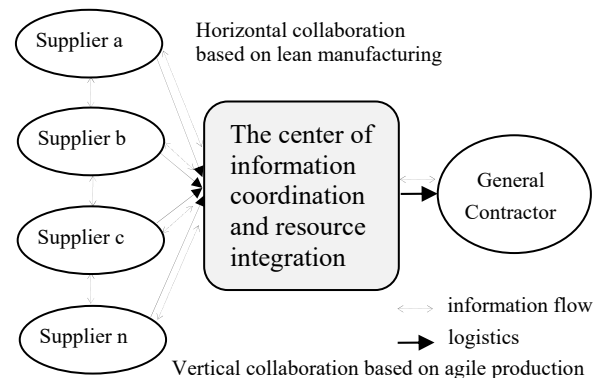 Supplier a
Horizontal collaboration
based on lean manufacturing
Supplier b
The center of
information
coordination
and resource
integration
General
Contractor
Supplier c
Supplier n
information flow
logistics
Vertical collaboration based on agile production